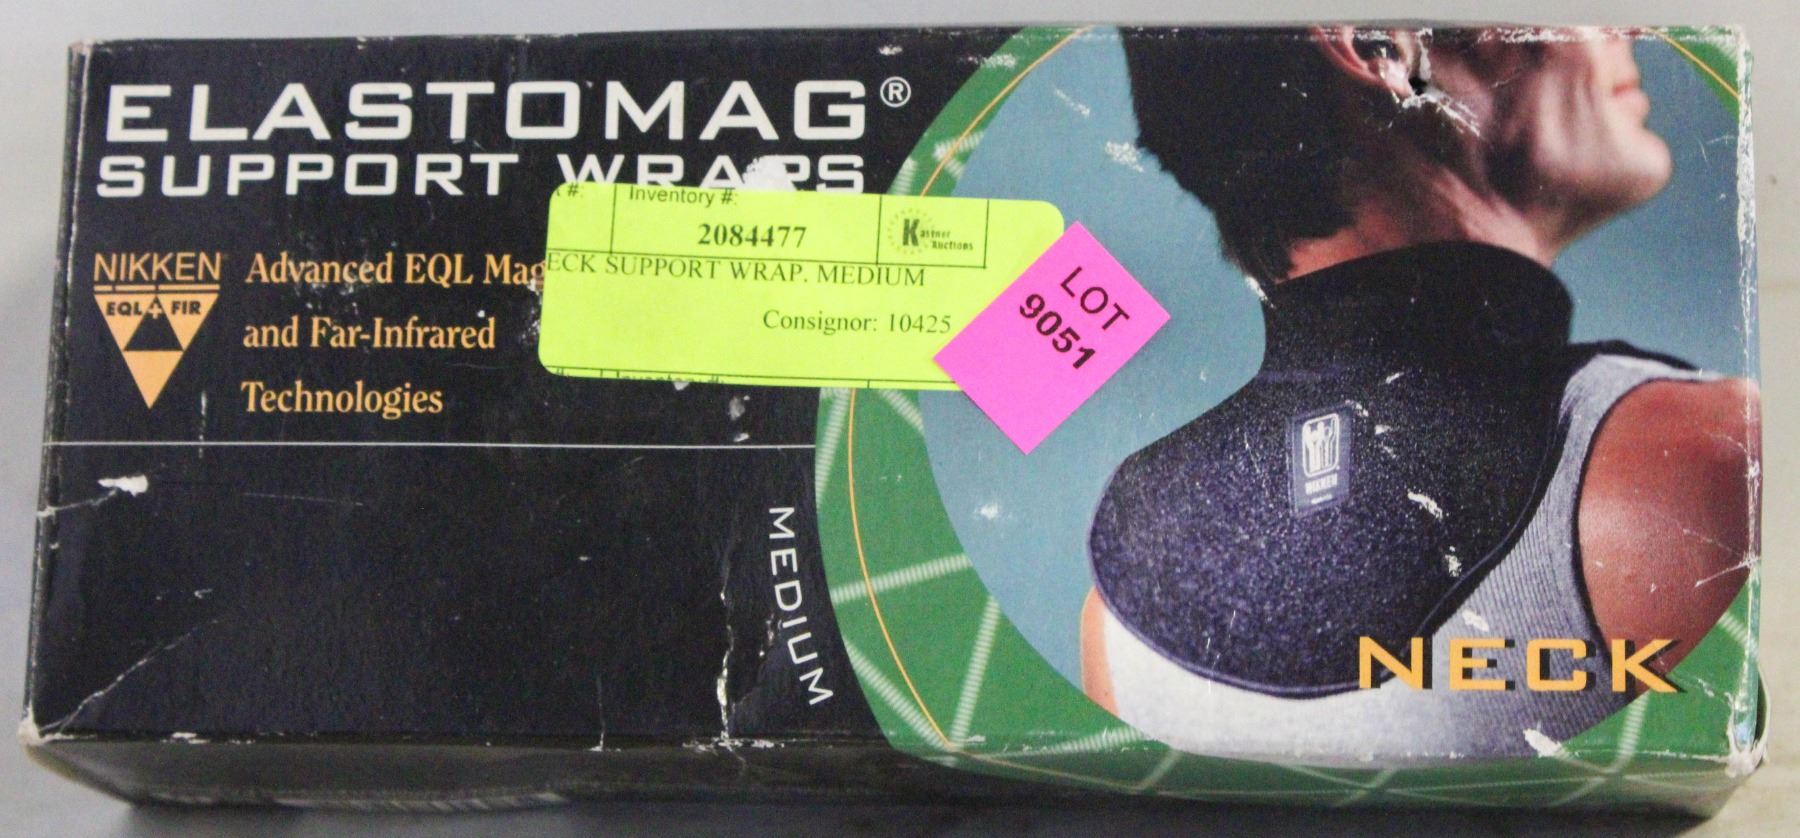 ELASTOMAG®
SUPPORT WRAPS
NIKKEN
EQL + FIR
Advanced EQL Mag
and Far-Infrared
Technologies
#:
Inventory #:
2084477
Kastner
Auctions
ECK SUPPORT WRAP. MEDIUM
Consignor: 10425
LOT
9051
MEDIUM
NIKKEN
NECK